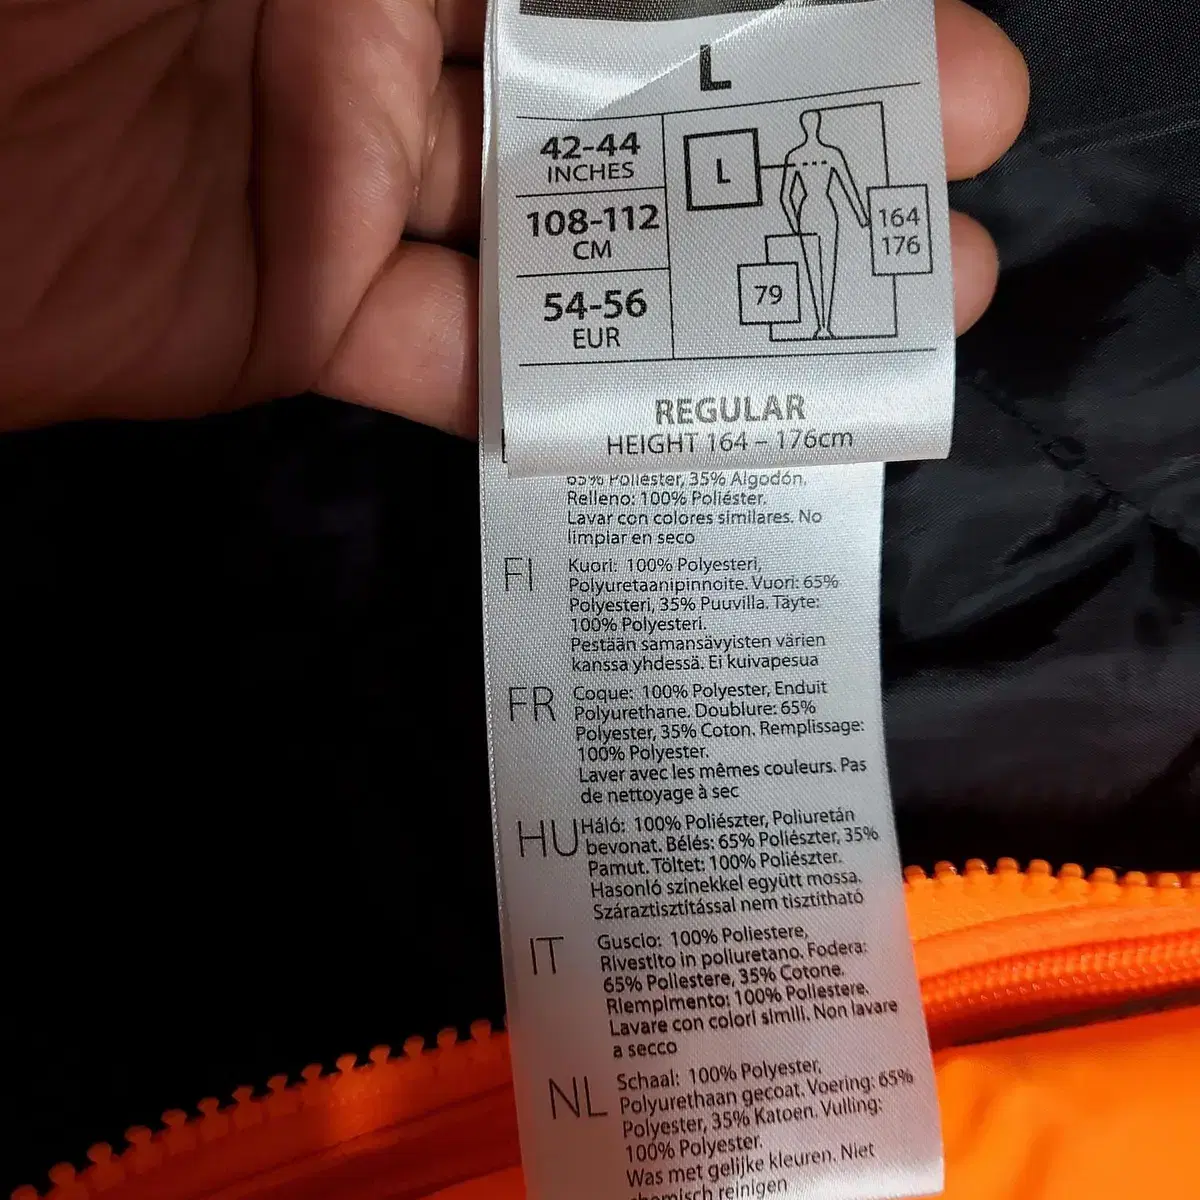 L
42-44
INCHES
108-112
CM
54-56
EUR
L
164
176
79
REGULAR
HEIGHT 164 – 176cm
65% Poliéster, 35% Algodón.
Relleno: 100% Poliéster.
Lavar con colores similares. No
limpiar en seco
FI
Kuori: 100% Polyesteri,
Polyuretaanipinnoite. Vuori: 65%
Polyesteri, 35% Puuvilla. Täyte:
100% Polyesteri.
Pestään samansävyisten värien
kanssa yhdessä. Ei kuivapesua
FR
Coque: 100% Polyester, Enduit
Polyurethane. Doublure: 65%
Polyester, 35% Coton. Remplissage:
100% Polyester.
Laver avec les mêmes couleurs. Pas
de nettoyage à sec
HU
Háló: 100% Poliészter, Poliuretán
bevonat. Bélés: 65% Poliészter, 35%
Pamut. Töltet: 100% Poliészter.
Hasonló színekkel együtt mossa.
Száraztisztítással nem tisztítható
IT
Guscio: 100% Poliestere,
Rivestito in poliuretano. Fodera:
65% Poliestere, 35% Cotone.
Riempimento: 100% Poliestere.
Lavare con colori simili. Non lavare
a secco
NL
Schaal: 100% Polyester,
Polyurethaan gecoat. Voering: 65%
Polyester, 35% Katoen. Vulling:
100% Polyester.
Was met gelijke kleuren. Niet
chemisch reinigen